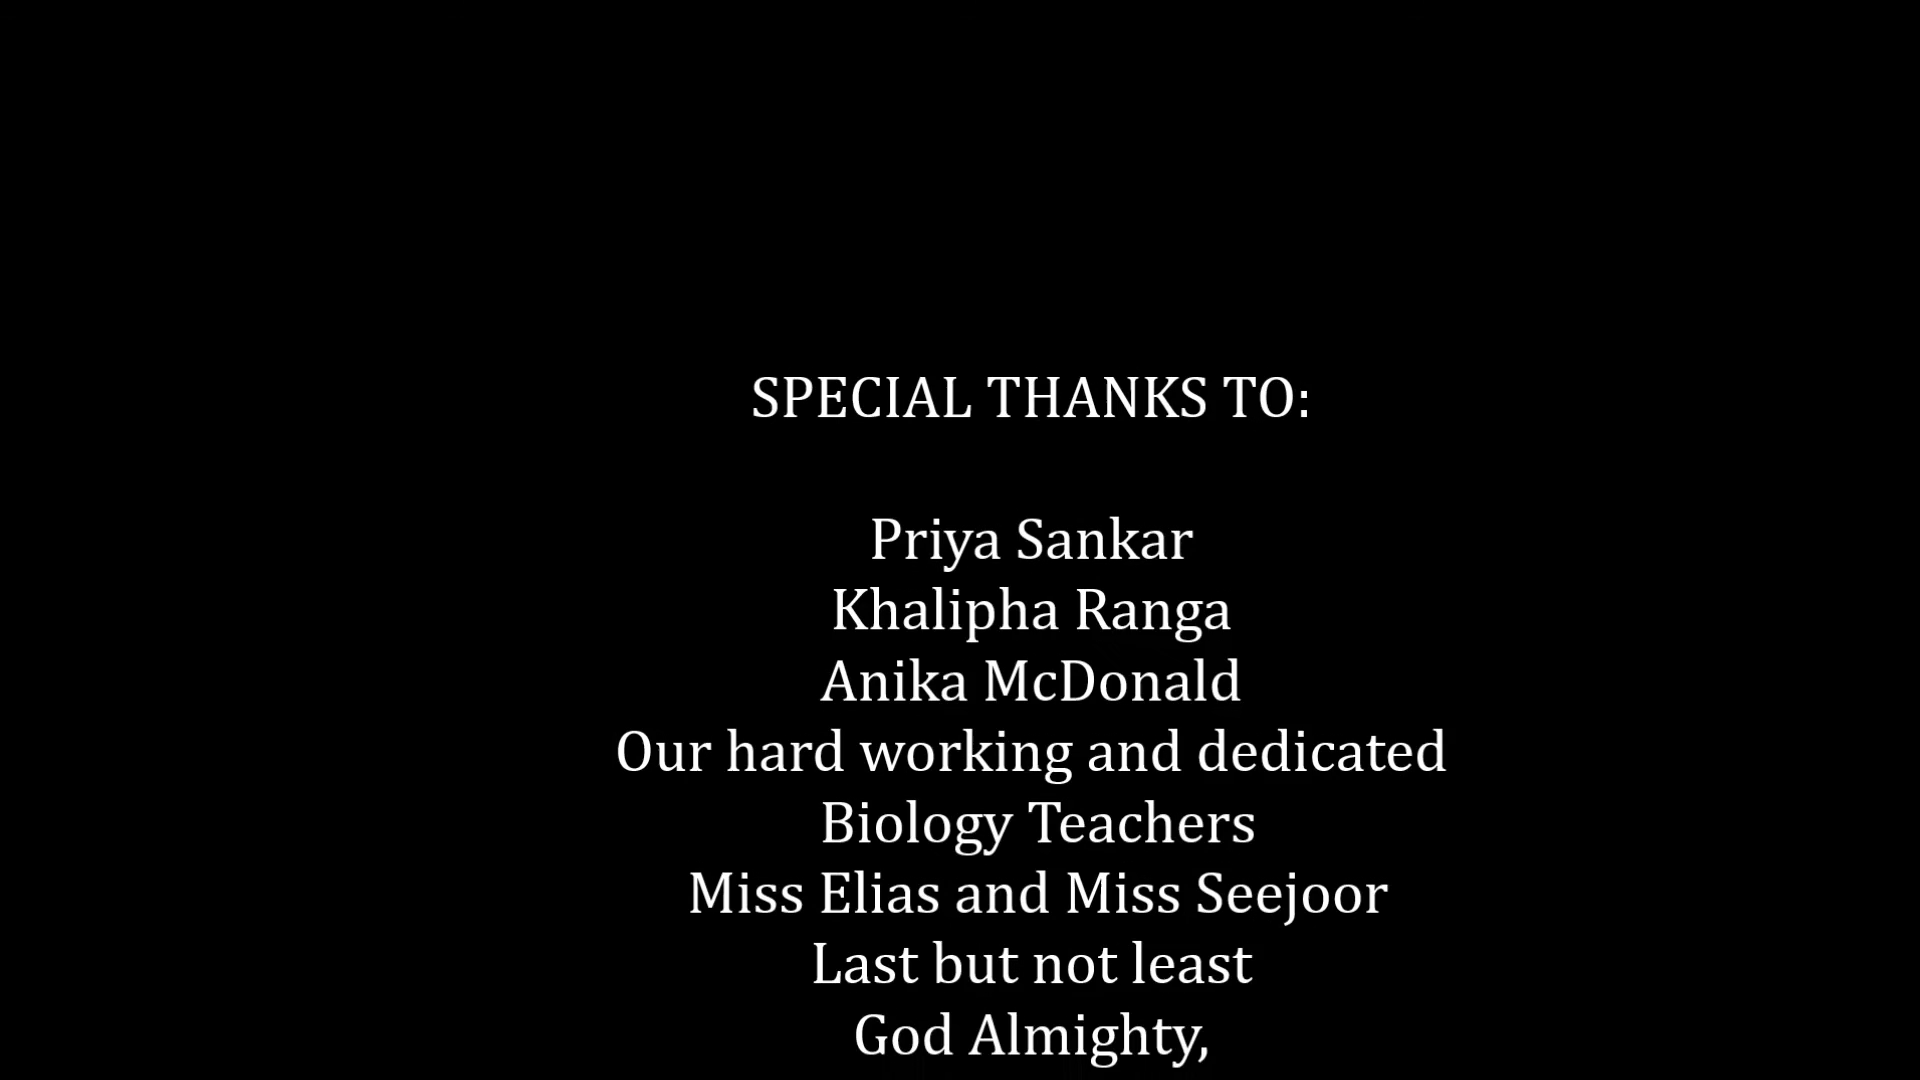 SPECIAL THANKS TO:
Priya Sankar
Khalipha Ranga
Anika McDonald
Our hard working and dedicated
Biology Teachers
Miss Elias and Miss Seejoor
Last but not least
God Almighty,